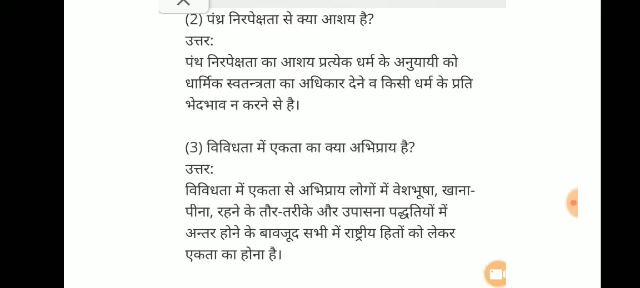 (2) पंथ्र निरपेक्षता से क्या आशय है?
उत्तर:
पंथ निरपेक्षता का आशय प्रत्येक धर्म के अनुयायी को
धार्मिक स्वतन्त्रता का अधिकार देने व किसी धर्म के प्रति
भेदभाव न करने से है।
(3) विविधता में एकता का क्या अभिप्राय है?
उत्तर:
विविधता में एकता से अभिप्राय लोगों में वेशभूषा, खाना-
पीना, रहने के तौर-तरीके और उपासना पद्धतियों में
अन्तर होने के बावजूद सभी में राष्ट्रीय हितों को लेकर
एकता का होना है।